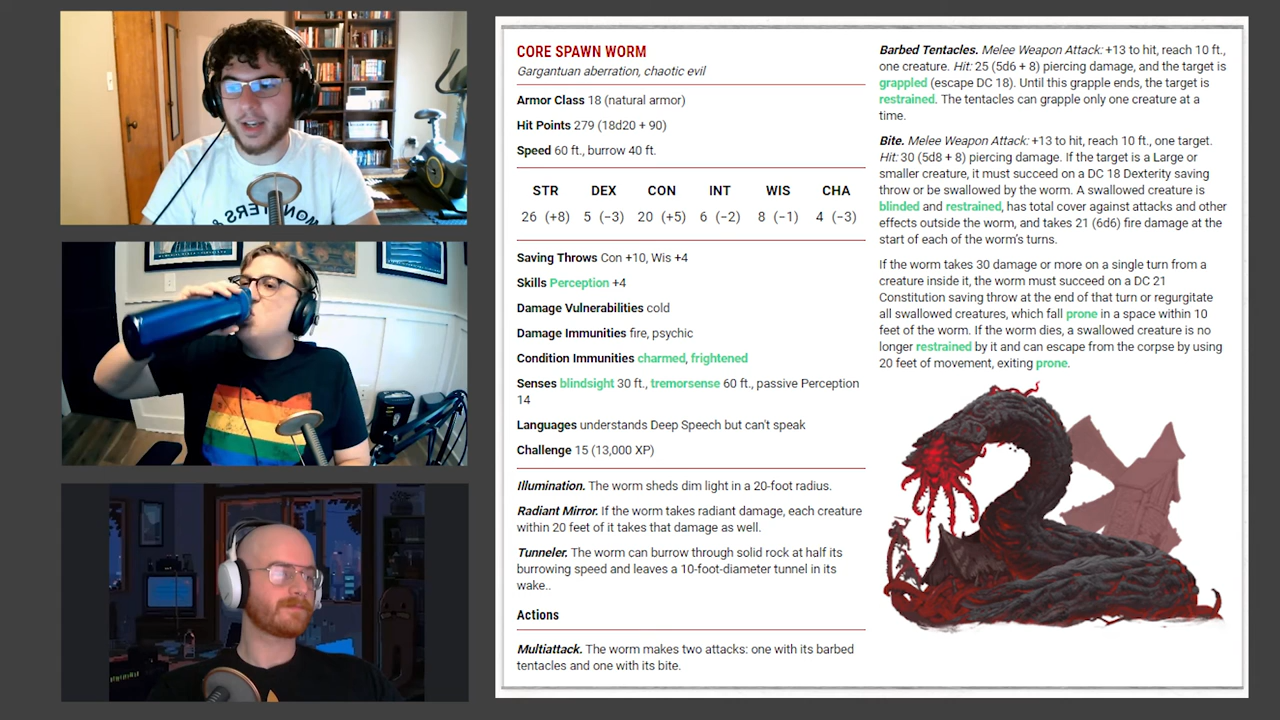 MONSTERS &
CORE SPAWN WORM
Gargantuan aberration, chaotic evil
Armor Class 18 (natural armor)
Hit Points 279 (18d20 + 90)
Speed 60 ft., burrow 40 ft.
STR DEX CON INT WIS CHA
26 (+8) 5 (−3) 20 (+5) 6 (−2) 8 (−1) 4 (−3)
Saving Throws Con +10, Wis +4
Skills Perception +4
Damage Vulnerabilities cold
Damage Immunities fire, psychic
Condition Immunities charmed, frightened
Senses blindsight 30 ft., tremorsense 60 ft., passive Perception
14
Languages understands Deep Speech but can't speak
Challenge 15 (13,000 XP)
Illumination. The worm sheds dim light in a 20-foot radius.
Radiant Mirror. If the worm takes radiant damage, each creature
within 20 feet of it takes that damage as well.
Tunneler. The worm can burrow through solid rock at half its
burrowing speed and leaves a 10-foot-diameter tunnel in its
wake..
Actions
Multiattack. The worm makes two attacks: one with its barbed
tentacles and one with its bite.
Barbed Tentacles. Melee Weapon Attack: +13 to hit, reach 10 ft.,
one creature. Hit: 25 (5d6 + 8) piercing damage, and the target is
grappled (escape DC 18). Until this grapple ends, the target is
restrained. The tentacles can grapple only one creature at a
time.
Bite. Melee Weapon Attack: +13 to hit, reach 10 ft., one target.
Hit: 30 (5d8 + 8) piercing damage. If the target is a Large or
smaller creature, it must succeed on a DC 18 Dexterity saving
throw or be swallowed by the worm. A swallowed creature is
blinded and restrained, has total cover against attacks and other
effects outside the worm, and takes 21 (6d6) fire damage at the
start of each of the worm's turns.
If the worm takes 30 damage or more on a single turn from a
creature inside it, the worm must succeed on a DC 21
Constitution saving throw at the end of that turn or regurgitate
all swallowed creatures, which fall prone in a space within 10
feet of the worm. If the worm dies, a swallowed creature is no
longer restrained by it and can escape from the corpse by using
20 feet of movement, exiting prone.